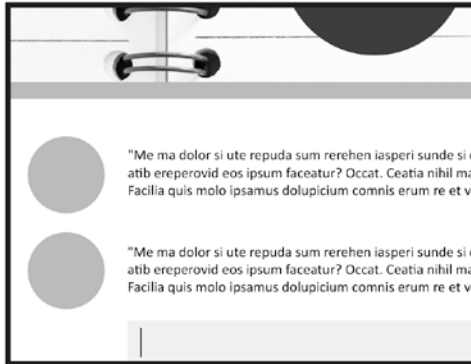 "Me ma dolor si ute repuda sum rerehen iasperi sunde si
atib ereperovid eos ipsum faceatur? Occat. Ceatia nihil
Facilia quis molo ipsamus dolupicium comnis erum re et
"Me ma dolor si ute repuda sum rerehen iasperi sunde si
atib ereperovid eos ipsum faceatur? Occat. Ceatia nihil
Facilia quis molo ipsamus dolupicium comnis erum re et